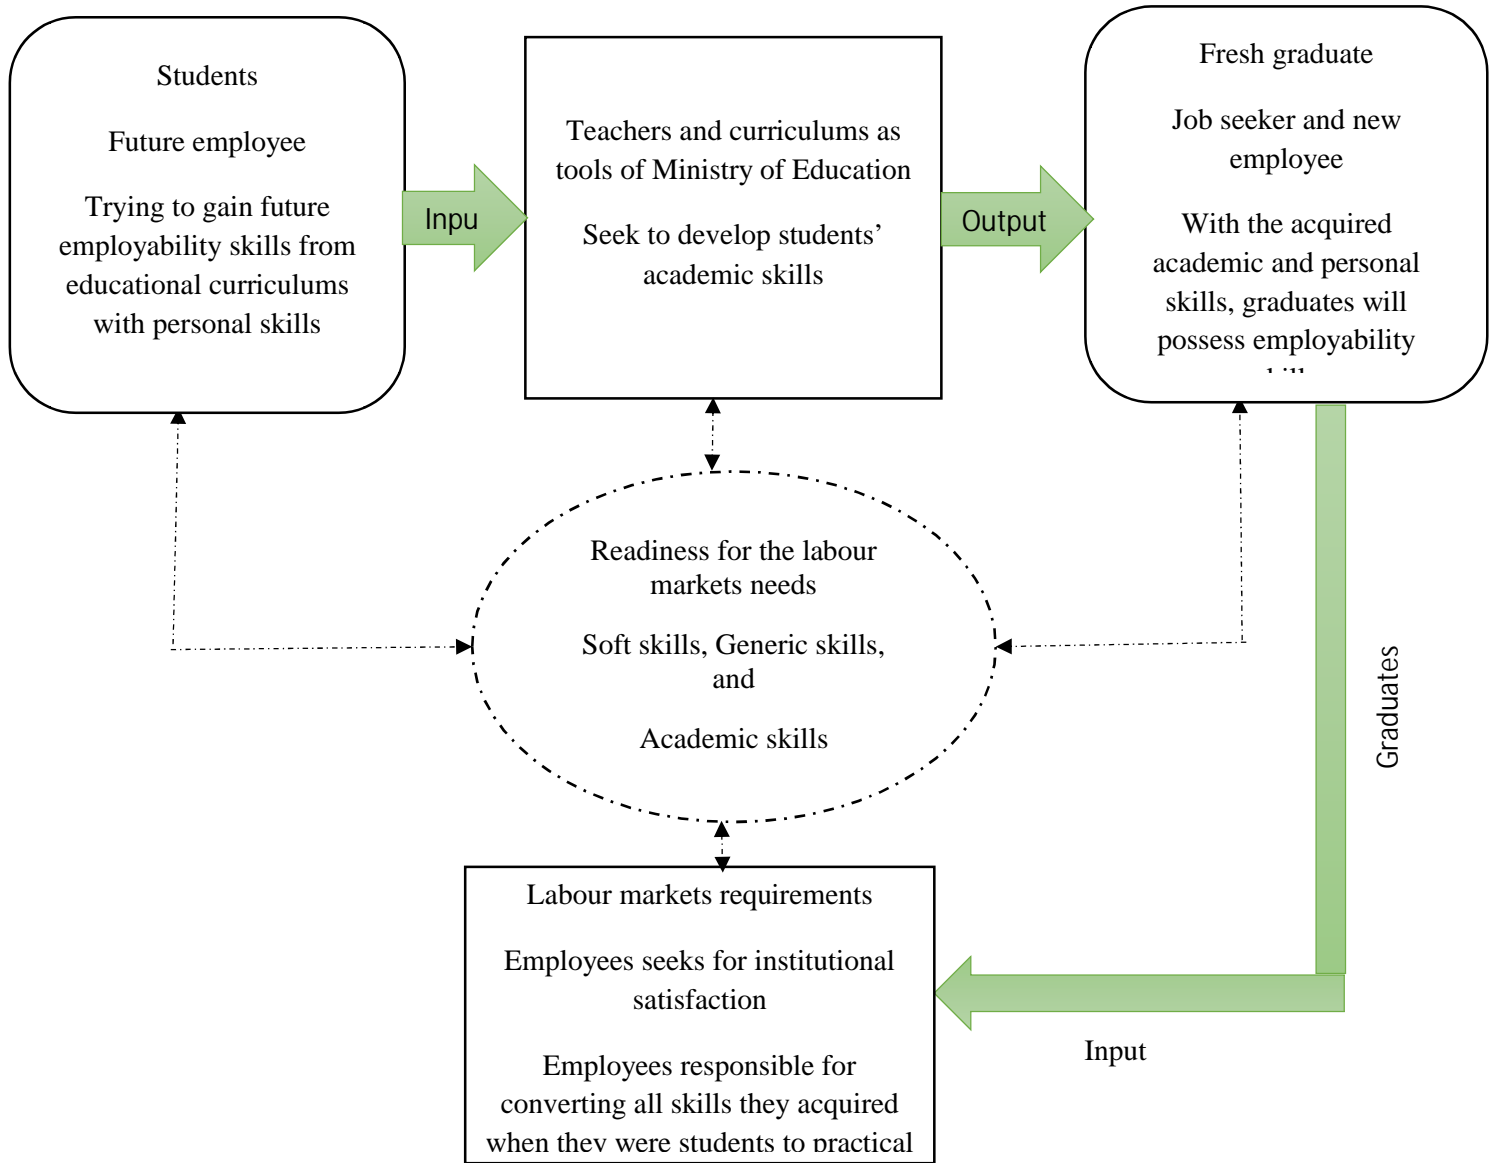 Students
Future employee
Trying to gain future
employability skills from
educational curriculums
with personal skills
Inpu
Teachers and curriculums as
tools of Ministry of Education
Seek to develop students’
academic skills
Output
Fresh graduate
Job seeker and new
employee
With the acquired
academic and personal
skills, graduates will
possess employability
Readiness for the labour
markets needs
Soft skills, Generic skills,
and
Academic skills
Graduates
Labour markets requirements
Employees seeks for institutional
satisfaction
Employees responsible for
converting all skills they acquired
when they were students to practical
Input